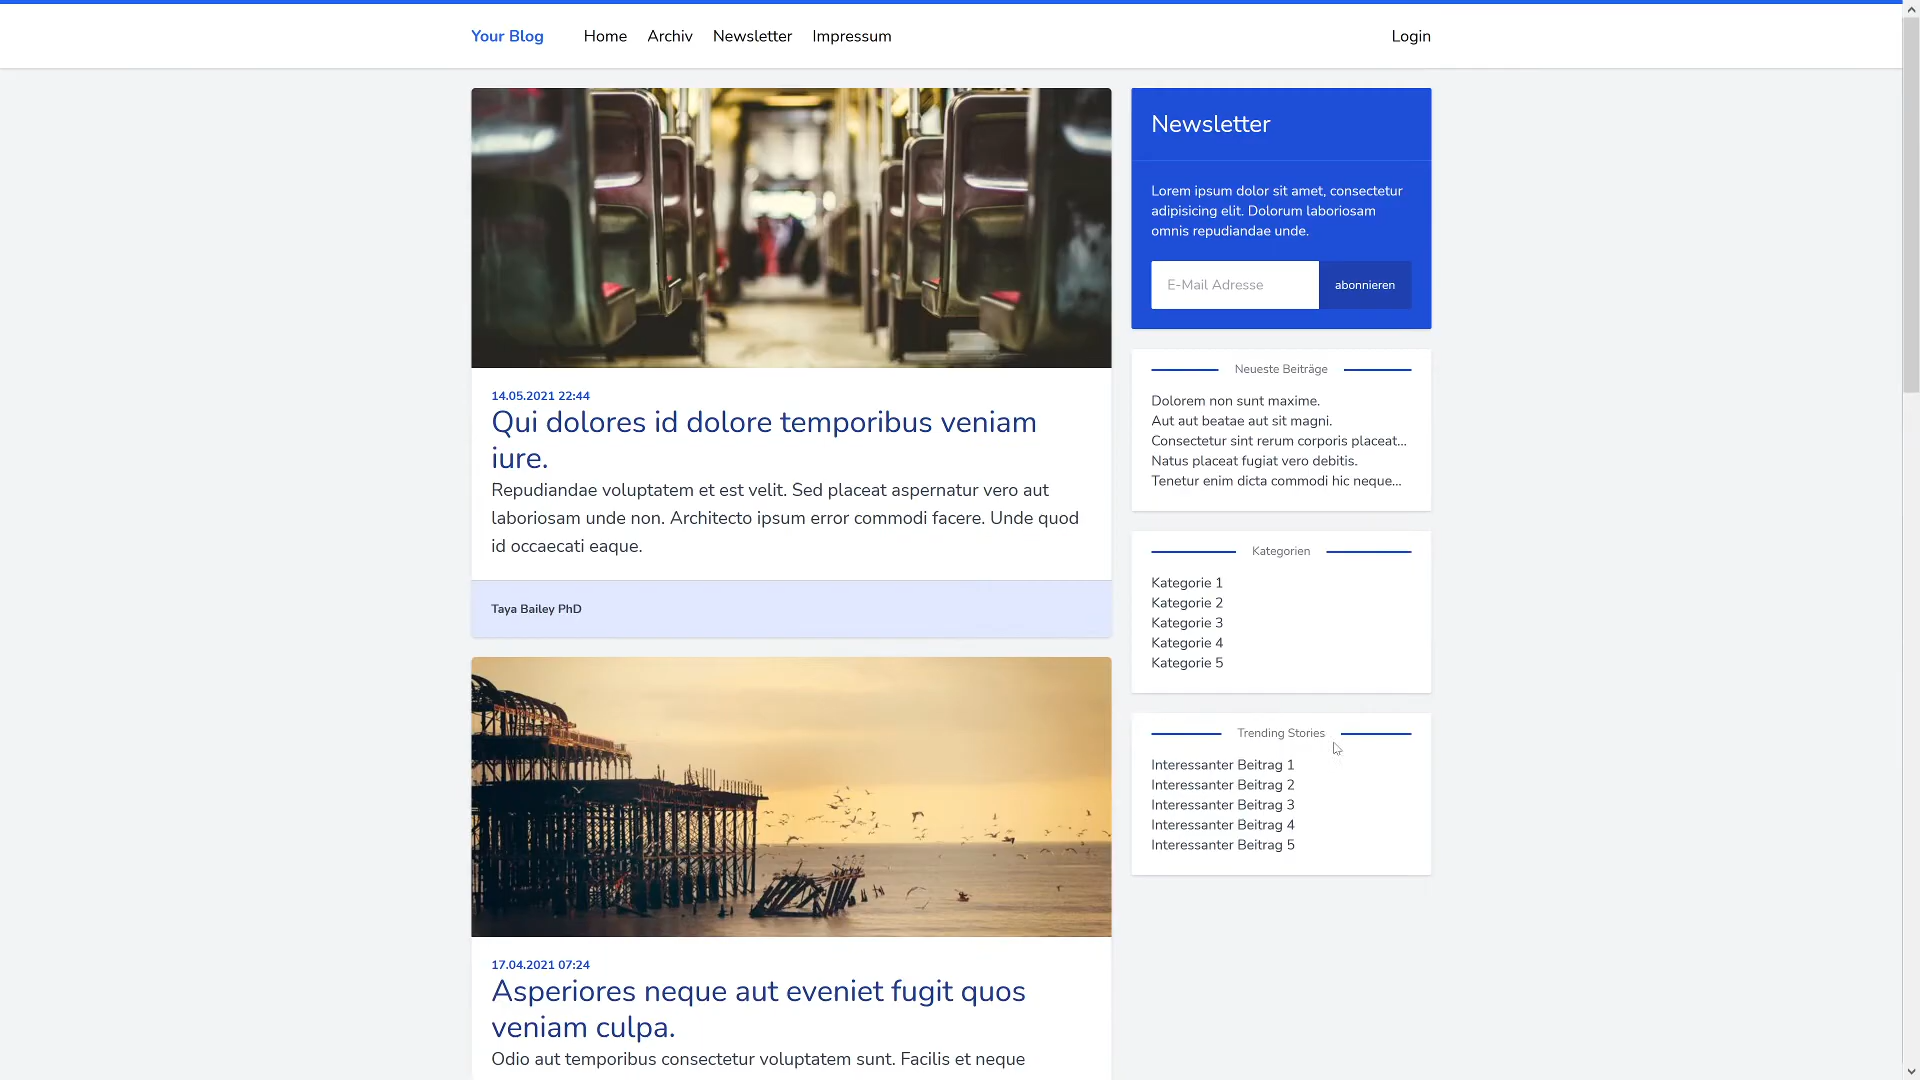 Your Blog Home Archiv Newsletter Impressum Login
14.05.2021 22:44
Qui dolores id dolore temporibus veniam
iure.
Repudiandae voluptatem et est velit. Sed placeat aspernatur vero aut
laboriosam unde non. Architecto ipsum error commodi facere. Unde quod
id occaecati eaque.
Taya Bailey PhD
17.04.2021 07:24
Asperiores neque aut eveniet fugit quos
veniam culpa.
Odio aut temporibus consectetur voluptatem sunt. Facilis et neque
Newsletter
Lorem ipsum dolor sit amet, consectetur
adipisicing elit. Dolorum laboriosam
omnis repudiandae unde.
E-Mail Adresse abonnieren
Neueste Beiträge
Dolorem non sunt maxime.
Aut aut beatae aut sit magni.
Consectetur sint rerum corporis placeat...
Natus placeat fugiat vero debitis.
Tenetur enim dicta commodi hic neque...
Kategorien
Kategorie 1
Kategorie 2
Kategorie 3
Kategorie 4
Kategorie 5
Trending Stories
Interessanter Beitrag 1
Interessanter Beitrag 2
Interessanter Beitrag 3
Interessanter Beitrag 4
Interessanter Beitrag 5